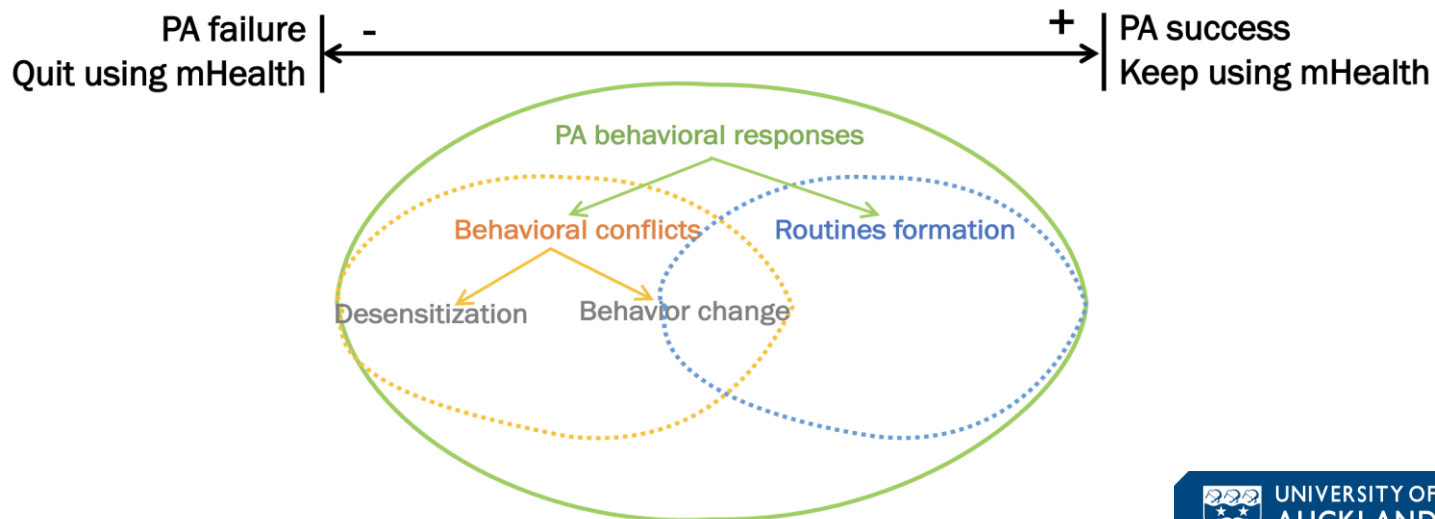 PA failure
Quit using mHealth
-
+
PA success
Keep using mHealth
PA behavioral responses
Behavioral conflicts
Routines formation
Desensitization
Behavior change
UNIVERSITY OF
AUCKLAND